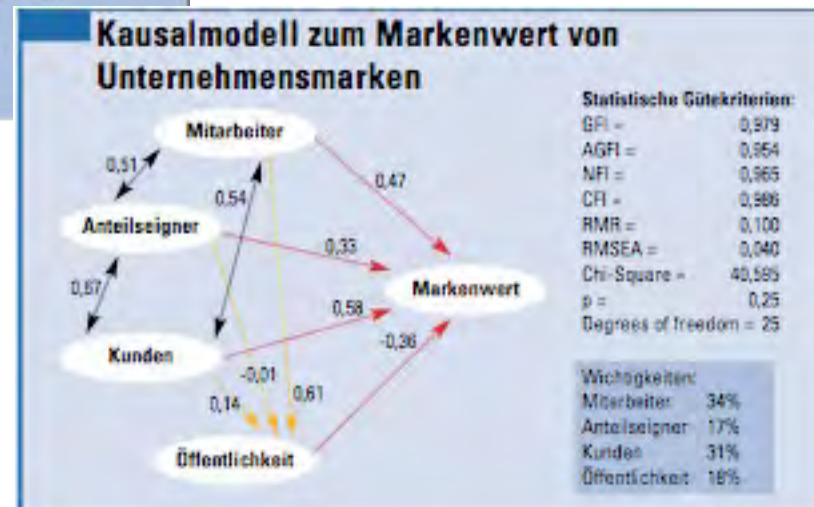 Kausalmodell zum Markenwert von
Unternehmensmarken
Mitarbeiter
0,51
0,54
0,47
Anteilseigner
0,33
0,67
Markenwert
0,58
Kunden
-0,36
-0,01
0,14
0,61
Öffentlichkeit
Statistische Gütekriterien:
GFI = 0,979
AGFI = 0,954
NFI = 0,965
CFI = 0,986
RMR = 0,100
RMSEA = 0,040
Chi-Square = 40,595
p = 0,25
Degrees of freedom = 25
Wichtigkeiten:
Mitarbeiter 34%
Anteilseigner 17%
Kunden 31%
Öffentlichkeit 18%